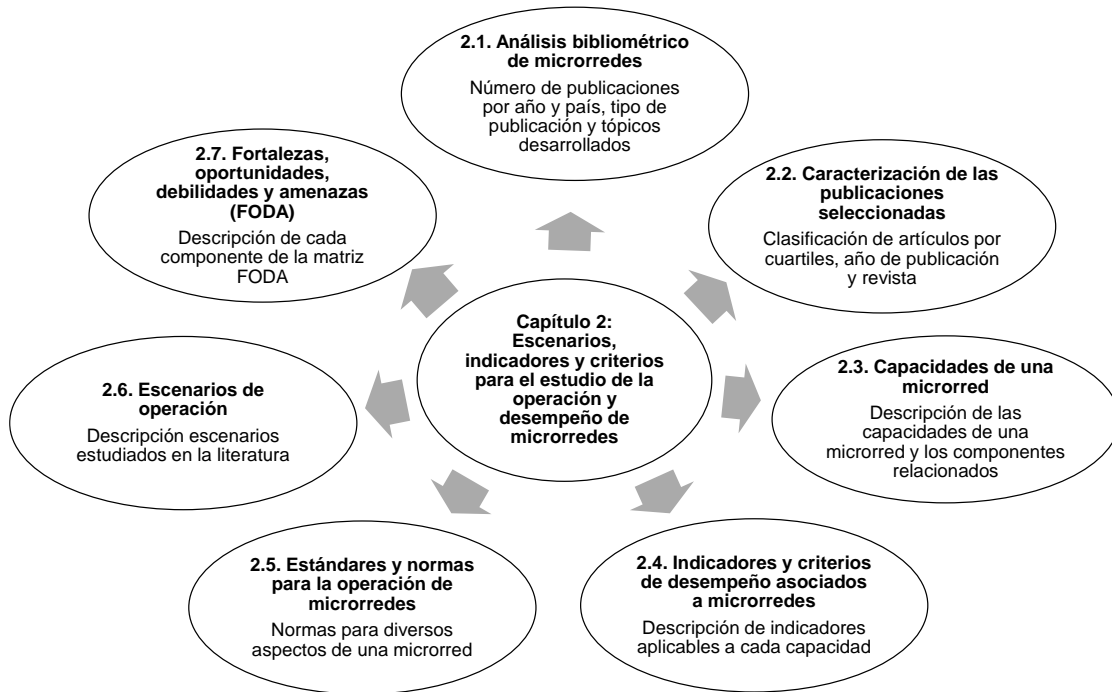 2.1. Análisis bibliométrico
de microrredes
Número de publicaciones
por año y país, tipo de
publicación y tópicos
desarrollados
2.2. Caracterización de las
publicaciones
seleccionadas
Clasificación de artículos por
cuartiles, año de publicación
y revista
2.3. Capacidades de una
microrred
Descripción de las
capacidades de una
microrred y los componentes
relacionados
2.4. Indicadores y criterios
de desempeño asociados
a microrredes
Descripción de indicadores
aplicables a cada capacidad
2.5. Estándares y normas
para la operación de
microrredes
Normas para diversos
aspectos de una microrred
2.6. Escenarios de
operación
Descripción escenarios
estudiados en la literatura
2.7. Fortalezas,
oportunidades,
debilidades y amenazas
(FODA)
Descripción de cada
componente de la matriz
FODA
Capítulo 2:
Escenarios,
indicadores y criterios
para el estudio de la
operación y
desempeño de
microrredes